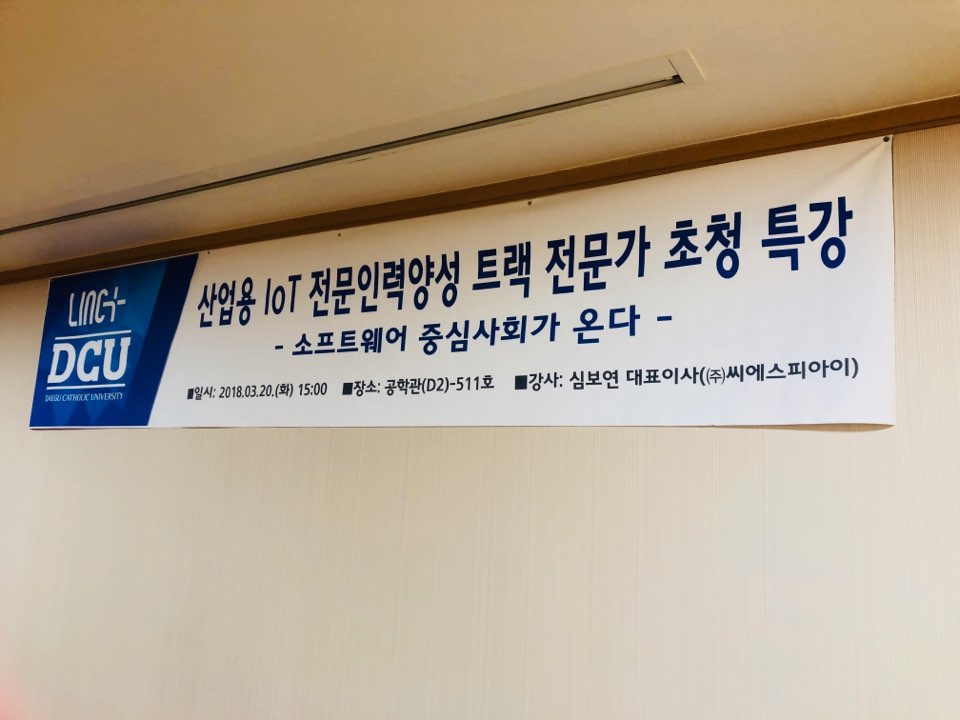 LINC+
DCU
DAEGU CATHOLIC UNIVERSITY
산업용 IoT 전문인력양성 트랙 전문가 초청 특강
- 소프트웨어 중심사회가 온다 -
■일시: 2018.03.20.(화) 15:00 ■장소: 공학관(D2)-511호 ■강사: 심보연 대표이사(㈜씨에스피아이)